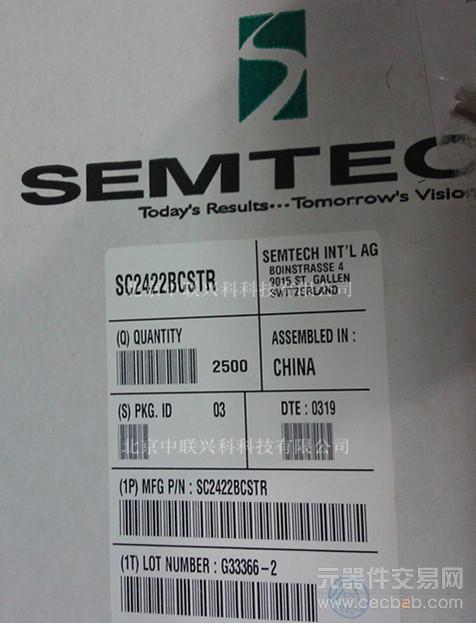 SEMTEC
Today's Results...Tomorrow's Visio
SC2422BCSTR
SEMTECH INT'L AG
BOINSTRASSE 4
9015 ST. GALLEN
SWITZERLAND
北京中联兴科科技有限公司
(Q) QUANTITY
2500
ASSEMBLED IN :
CHINA
(S) PKG. ID 03
DTE : 0319
北京中联兴科科技有限公司
(1P) MFG P/N : SC2422BCSTR
(1T) LOT NUMBER : G33366-2
元器件交易网
www.cecb2b.com